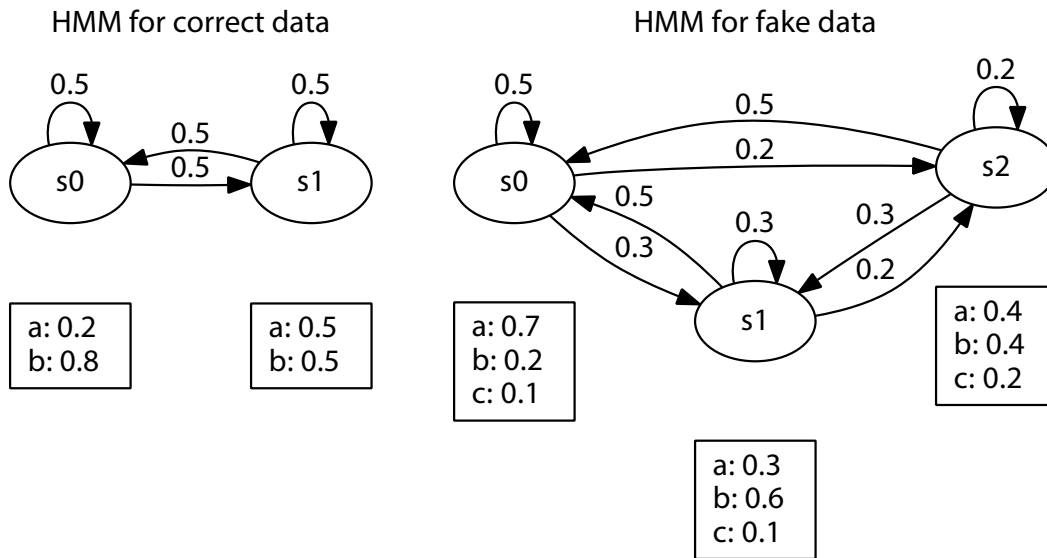 HMM for correct data
0.5
0.5
0.5
0.5
s0
s1
a: 0.2
b: 0.8
a: 0.5
b: 0.5
HMM for fake data
0.5
0.2
0.5
0.2
s0
s2
0.5
0.3
0.3
0.3
0.2
s1
a: 0.7
b: 0.2
c: 0.1
a: 0.4
b: 0.4
c: 0.2
a: 0.3
b: 0.6
c: 0.1